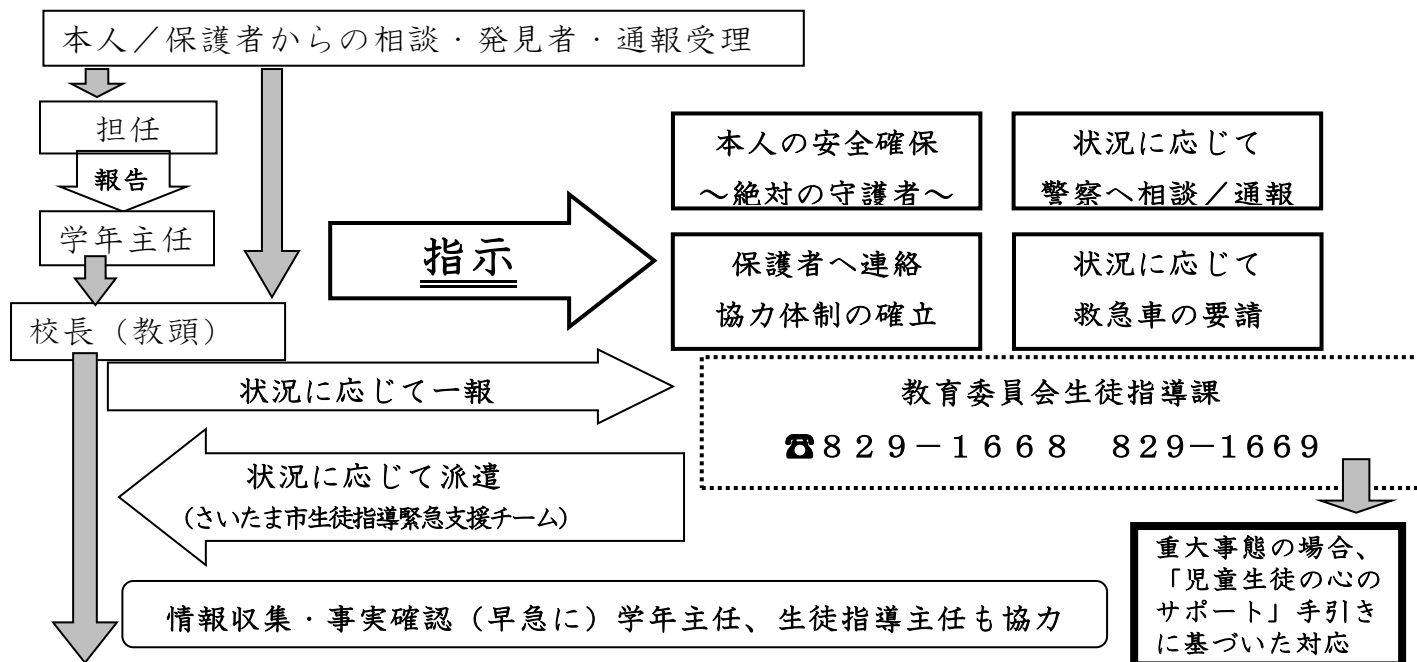 本人／保護者からの相談・発見者・通報受理
担任
報告
学年主任
校長（教頭）
指示
本人の安全確保
～絶対の守護者～
状況に応じて
警察へ相談／通報
保護者へ連絡
協力体制の確立
状況に応じて
救急車の要請
状況に応じて一報
教育委員会生徒指導課
☎８２９－１６６８　829－1669
状況に応じて派遣
（さいたま市生徒指導緊急支援チーム）
重大事態の場合、
「児童生徒の心の
サポート」手引き
に基づいた対応
情報収集・事実確認（早急に）学年主任、生徒指導主任も協力